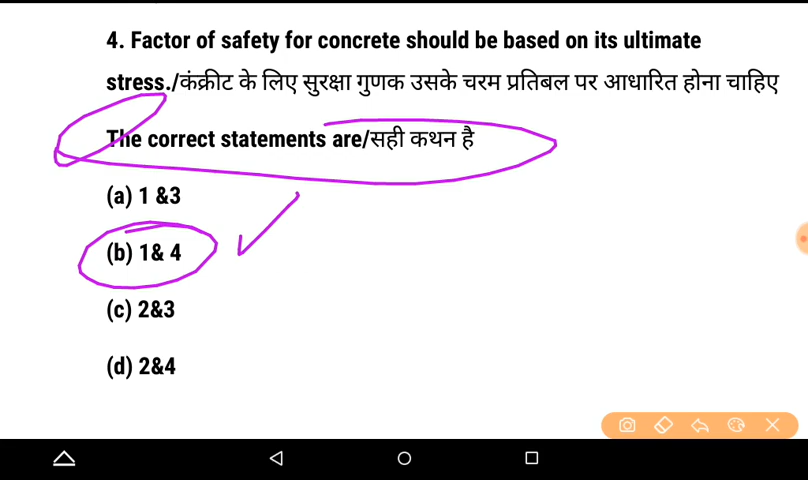 4. Factor of safety for concrete should be based on its ultimate
stress./कंक्रीट के लिए सुरक्षा गुणक उसके चरम प्रतिबल पर आधारित होना चाहिए
The correct statements are/सही कथन है
(a) 1 &3
(b) 1& 4
(c) 2&3
(d) 2&4